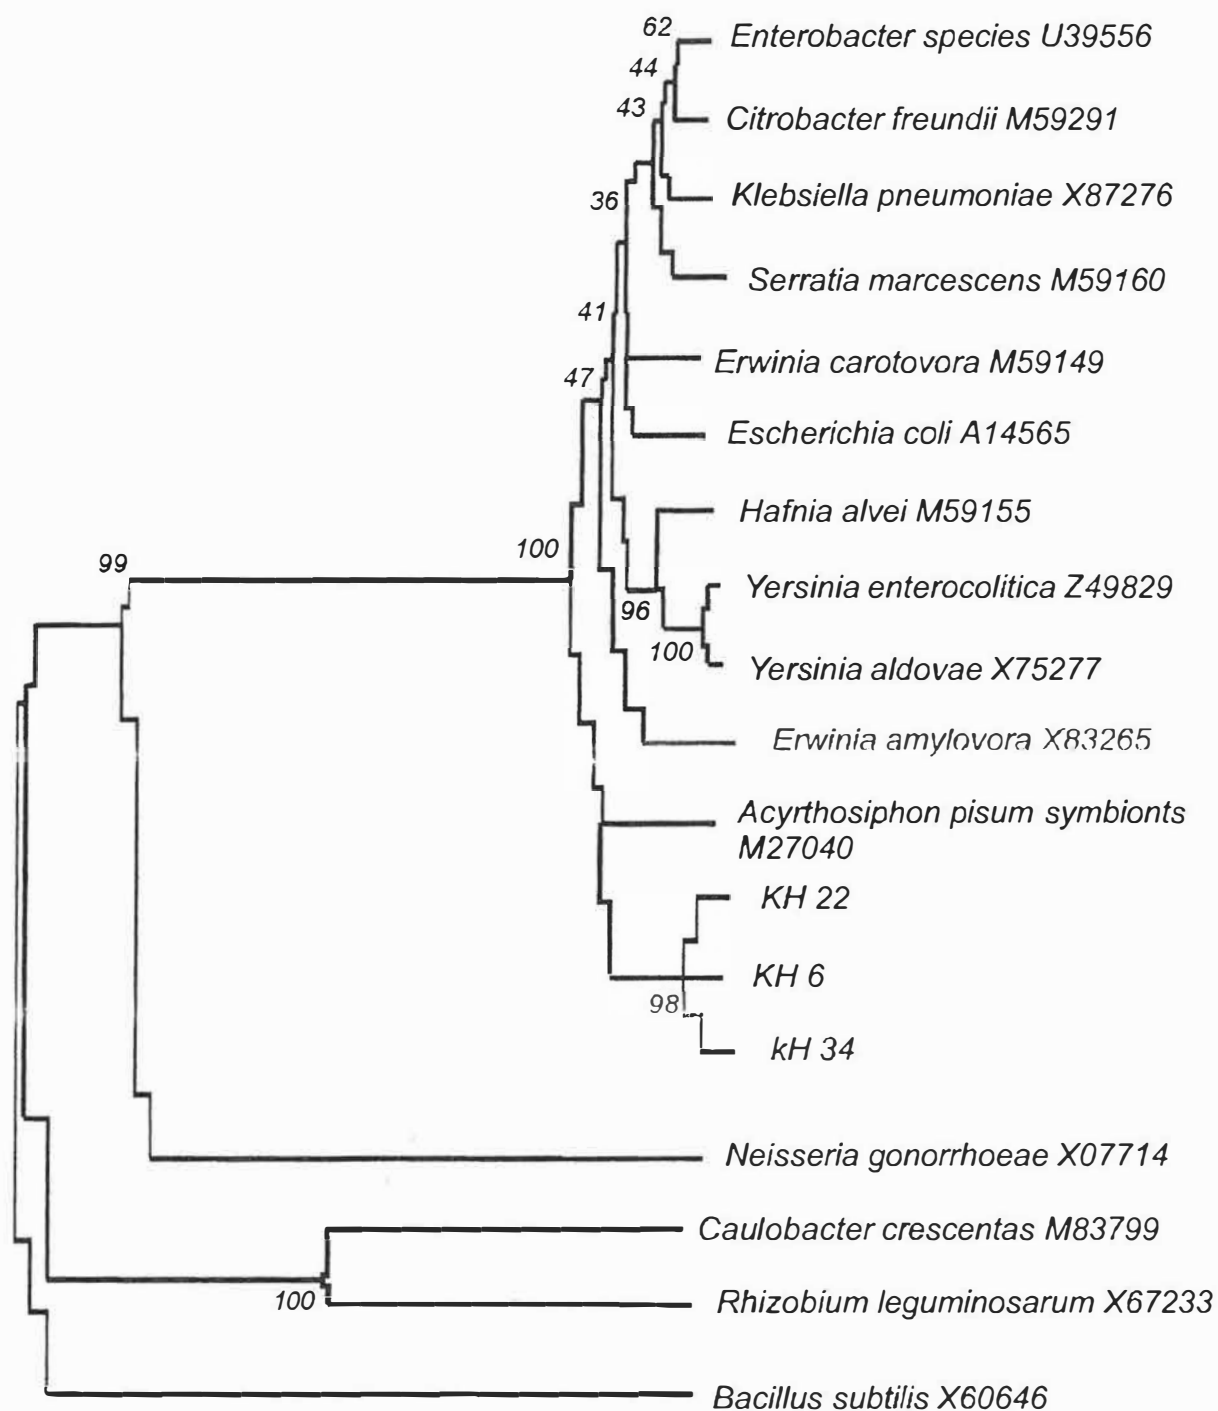 62
Enterobacter species U39556
44
43
Citrobacter freundii M59291
36
Klebsiella pneumoniae X87276
Serratia marcescens M59160
41
Erwinia carotovora M59149
47
Escherichia coli A14565
Hafnia alvei M59155
99
100
Yersinia enterocolitica Z49829
96
100
Yersinia aldovae X75277
Erwinia amylovora X83265
Acyrthosiphon pisum symbionts
M27040
KH 22
KH 6
98
kH 34
Neisseria gonorrhoeae X07714
Caulobacter crescentas M83799
100
Rhizobium leguminosarum X67233
Bacillus subtilis X60646